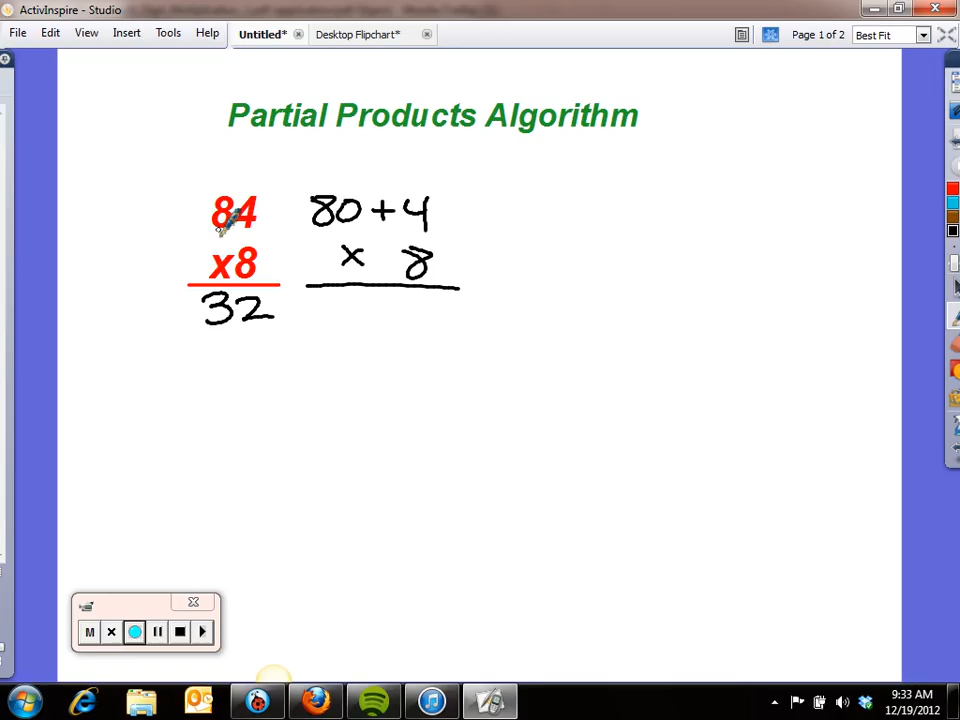 ActivInspire - Studio
File Edit View Insert Tools Help Untitled* Desktop Flipchart* Page 1 of 2 Best Fit
Partial Products Algorithm
84 80+4
x8 x 8
32
M
9:33 AM
12/19/2012